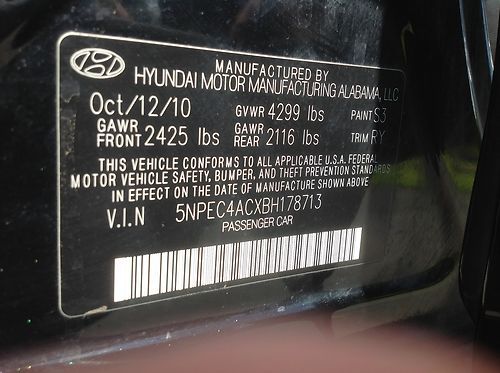 MANUFACTURED BY
HYUNDAI MOTOR MANUFACTURING ALABAMA, LLC
Oct/12/10 GVWR 4299 lbs PAINT S3
GAWR FRONT 2425 lbs GAWR REAR 2116 lbs TRIM RY
THIS VEHICLE CONFORMS TO ALL APPLICABLE U.S.A. FEDERAL
MOTOR VEHICLE SAFETY, BUMPER, AND THEFT PREVENTION STANDARDS
IN EFFECT ON THE DATE OF MANUFACTURE SHOWN ABOVE
V.I.N 5NPEC4ACXBH178713
PASSENGER CAR